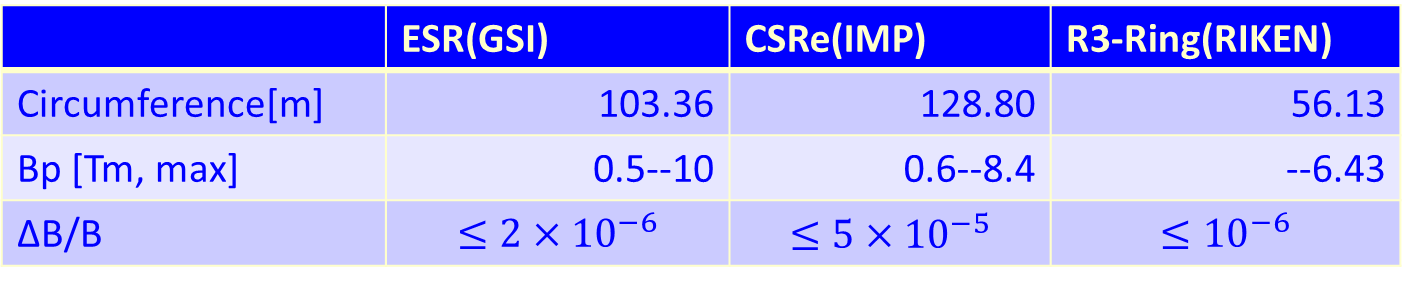 ESR(GSI) CSRe(IMP) R3-Ring(RIKEN)
Circumference[m] 103.36 128.80 56.13
Bp [Tm, max] 0.5--10 0.6--8.4 --6.43
ΔB/B ≤ 2 × 10⁻⁶ ≤ 5 × 10⁻⁵ ≤ 10⁻⁶